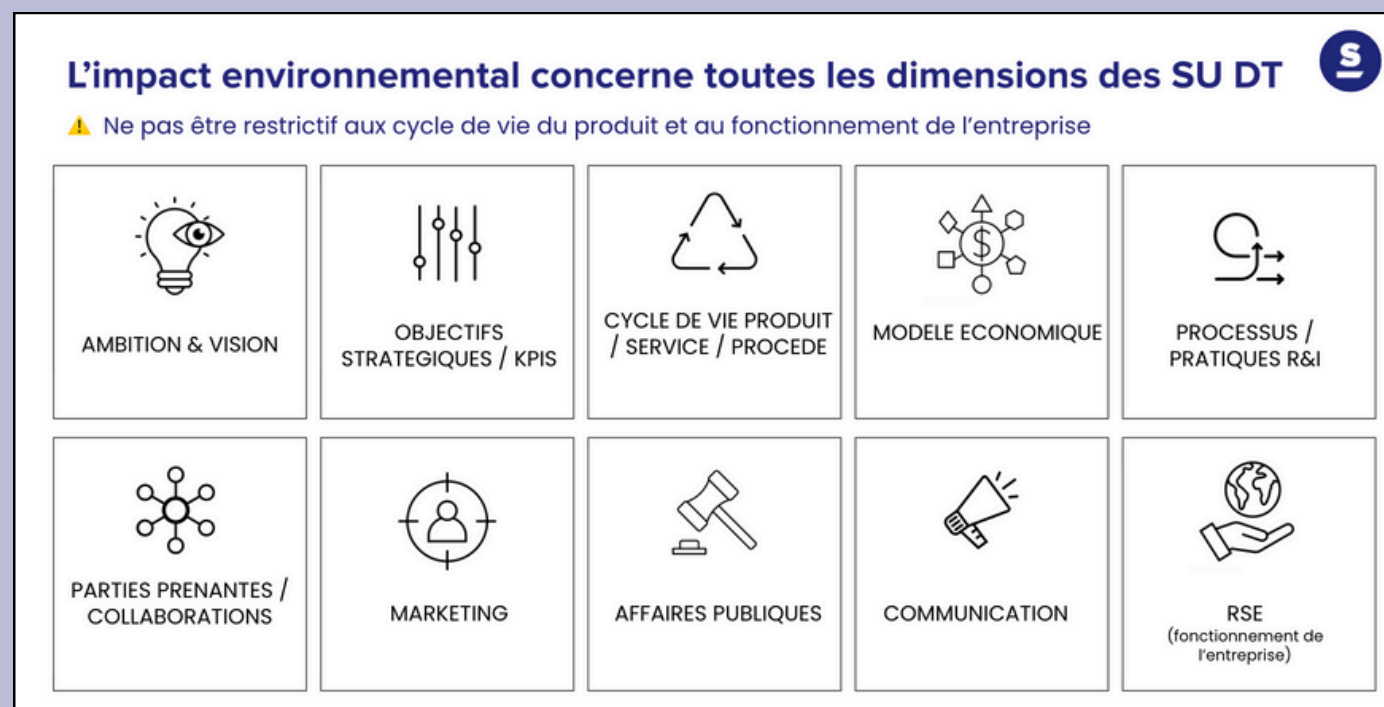 L'impact environnemental concerne toutes les dimensions des SU DT
S
⚠ Ne pas être restrictif aux cycle de vie du produit et au fonctionnement de l'entreprise
AMBITION & VISION
OBJECTIFS
STRATEGIQUES / KPIS
CYCLE DE VIE PRODUIT
/ SERVICE / PROCEDE
$
MODELE ECONOMIQUE
PROCESSUS /
PRATIQUES R&I
PARTIES PRENANTES /
COLLABORATIONS
MARKETING
AFFAIRES PUBLIQUES
COMMUNICATION
RSE
(fonctionnement de
l'entreprise)